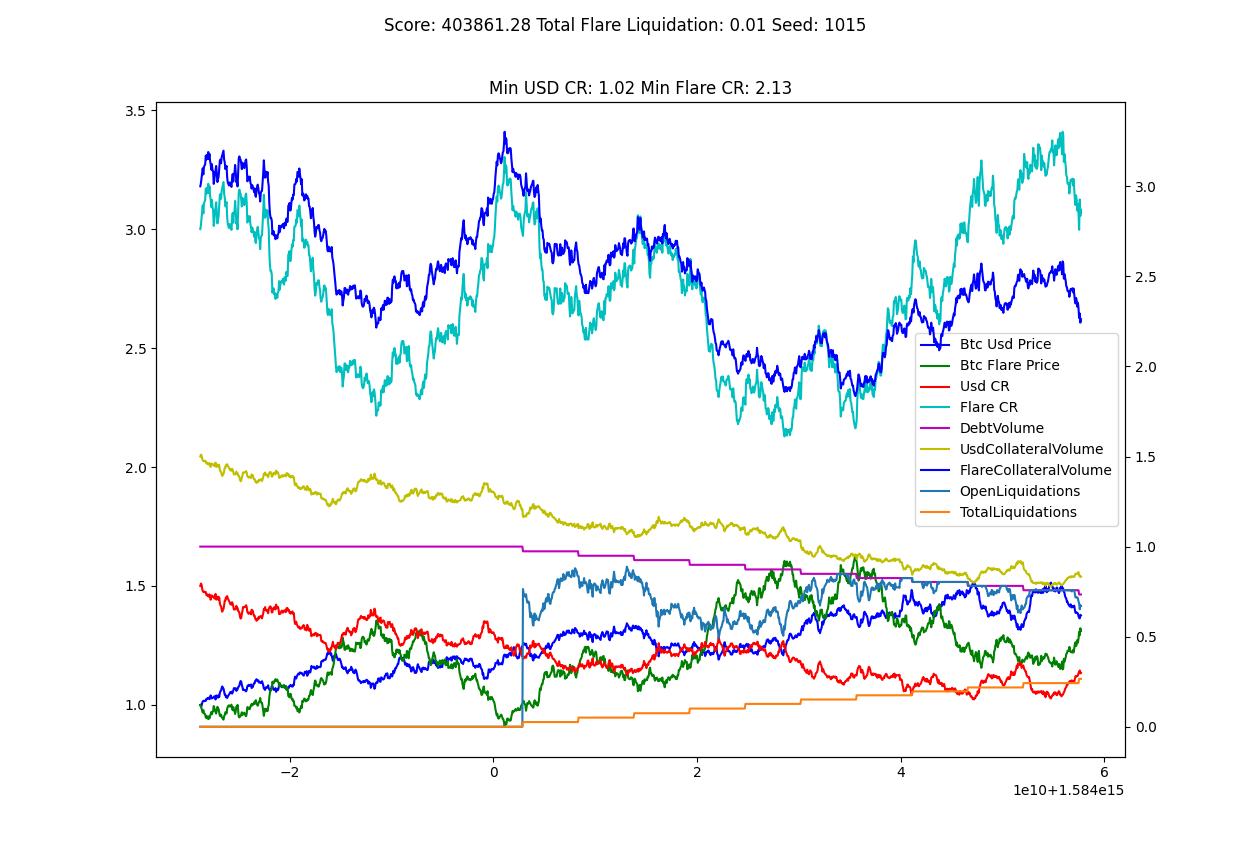 Score: 403861.28 Total Flare Liquidation: 0.01 Seed: 1015
Min USD CR: 1.02 Min Flare CR: 2.13
3.5
3.0
2.5
2.0
1.5
1.0
3.0
2.5
2.0
1.5
1.0
0.5
0.0
Btc Usd Price
Btc Flare Price
Usd CR
Flare CR
DebtVolume
UsdCollateralVolume
FlareCollateralVolume
OpenLiquidations
TotalLiquidations
−2 0 2 4 6
1e10+1.584e15